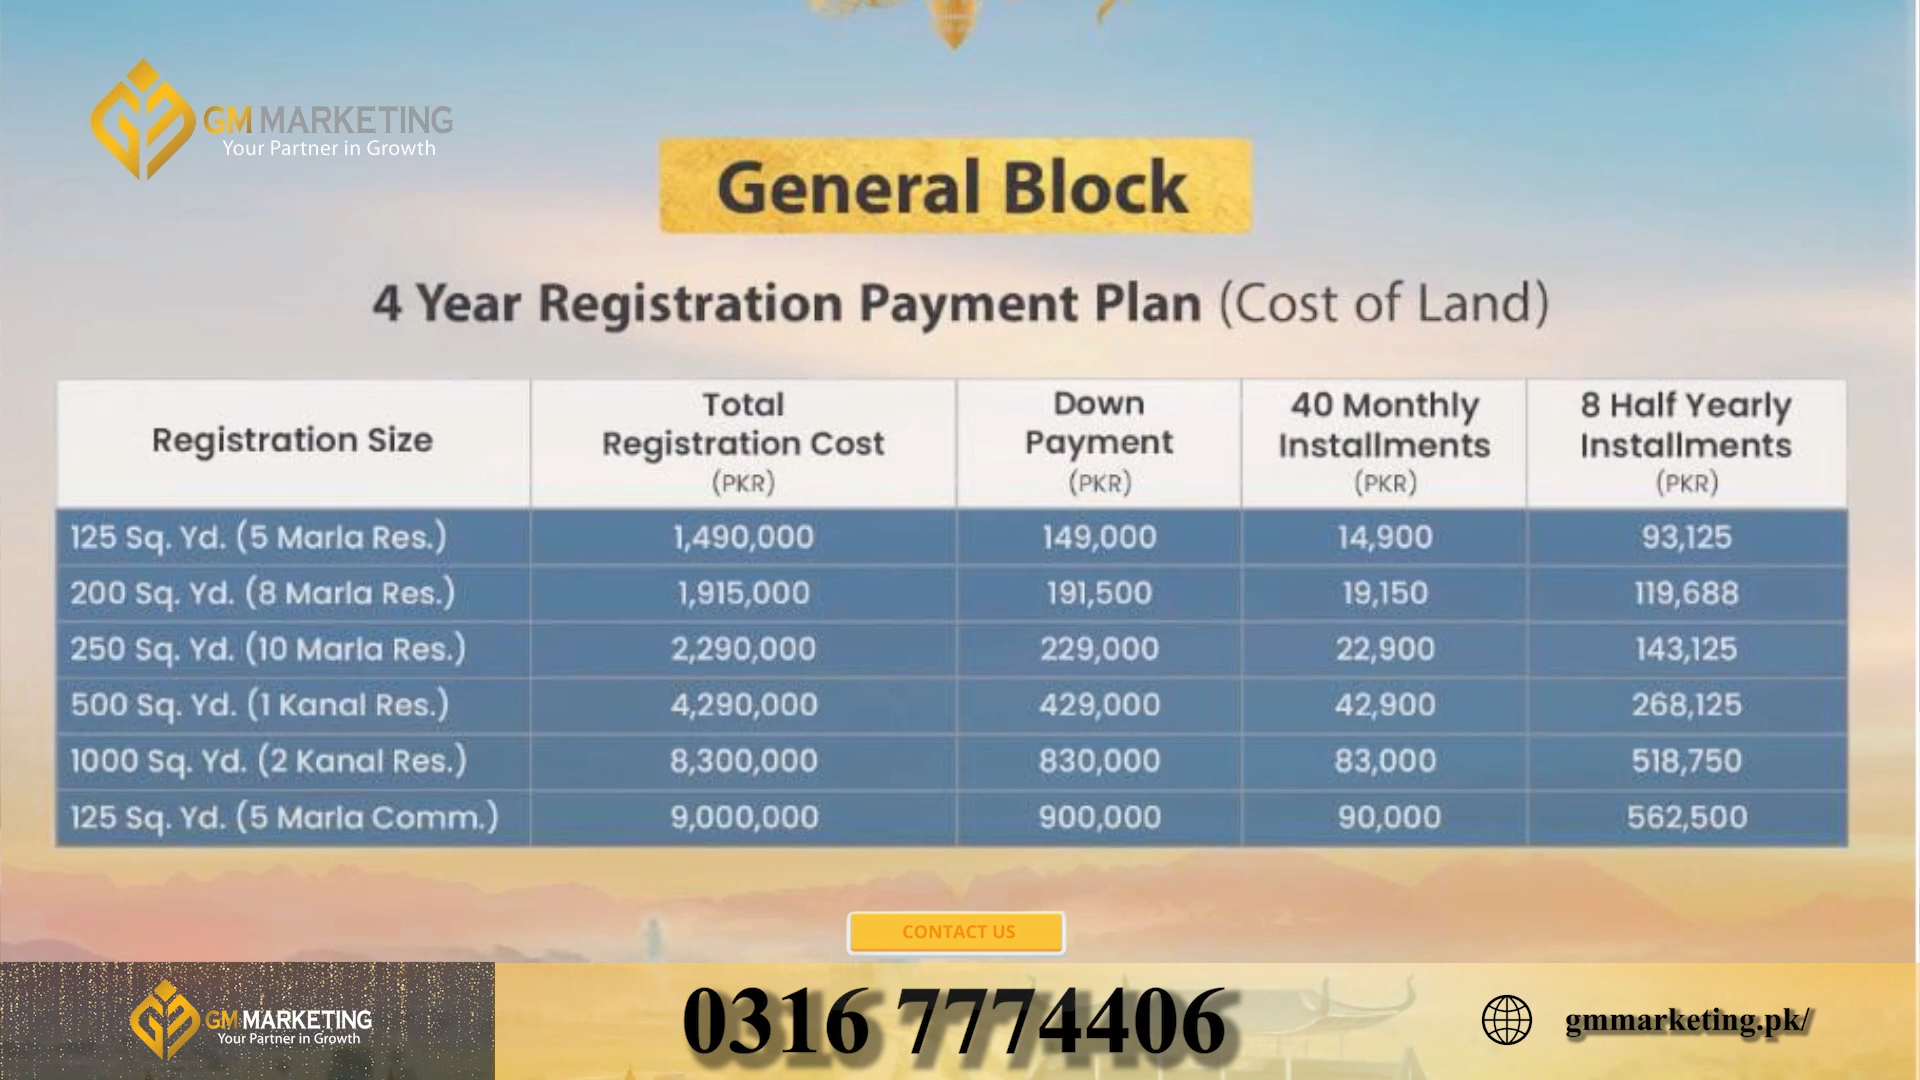 GM MARKETING
Your Partner in Growth
General Block
4 Year Registration Payment Plan (Cost of Land)
Registration Size
Total Registration Cost (PKR)
Down Payment (PKR)
40 Monthly Installments (PKR)
8 Half Yearly Installments (PKR)
125 Sq. Yd. (5 Marla Res.) 1,490,000 149,000 14,900 93,125
200 Sq. Yd. (8 Marla Res.) 1,915,000 191,500 19,150 119,688
250 Sq. Yd. (10 Marla Res.) 2,290,000 229,000 22,900 143,125
500 Sq. Yd. (1 Kanal Res.) 4,290,000 429,000 42,900 268,125
1000 Sq. Yd. (2 Kanal Res.) 8,300,000 830,000 83,000 518,750
125 Sq. Yd. (5 Marla Comm.) 9,000,000 900,000 90,000 562,500
CONTACT US
GM MARKETING
Your Partner in Growth
0316 7774406
gmmarketing.pk/